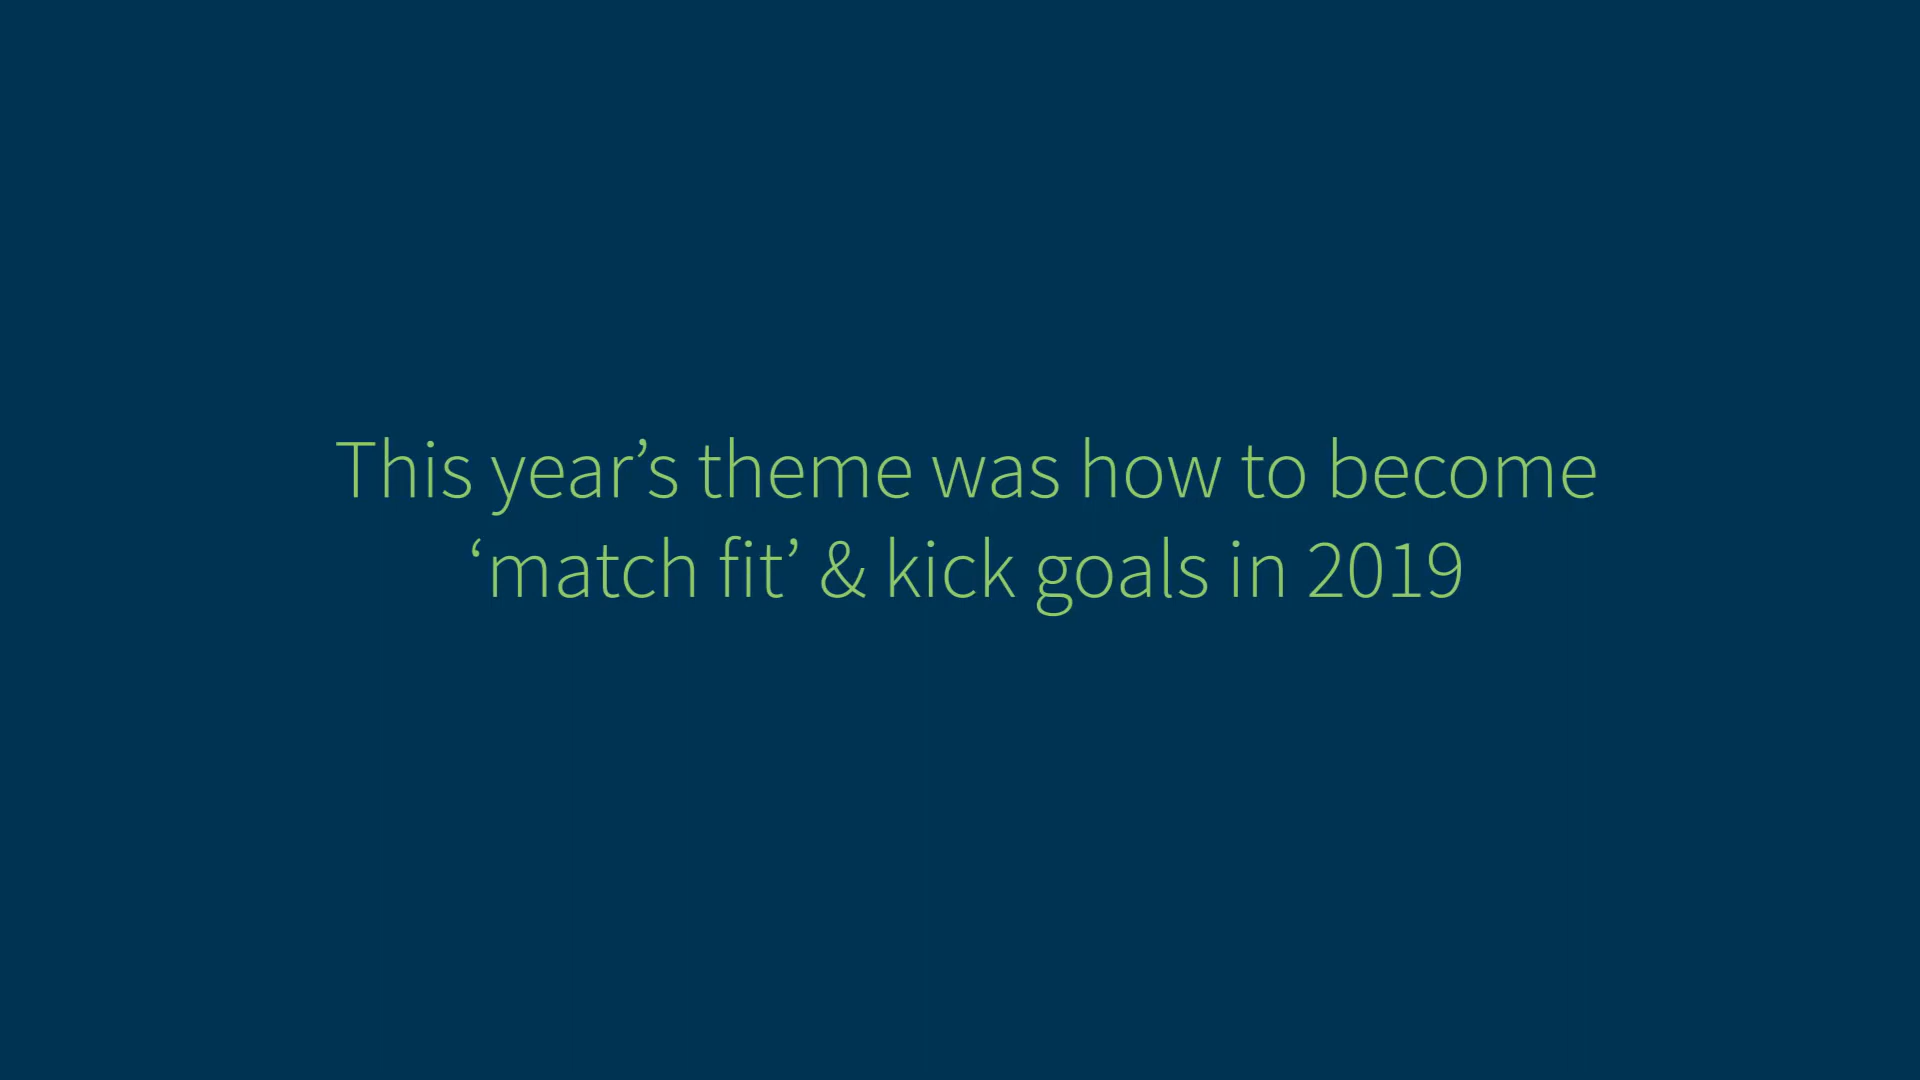 This year’s theme was how to become
‘match fit’ & kick goals in 2019